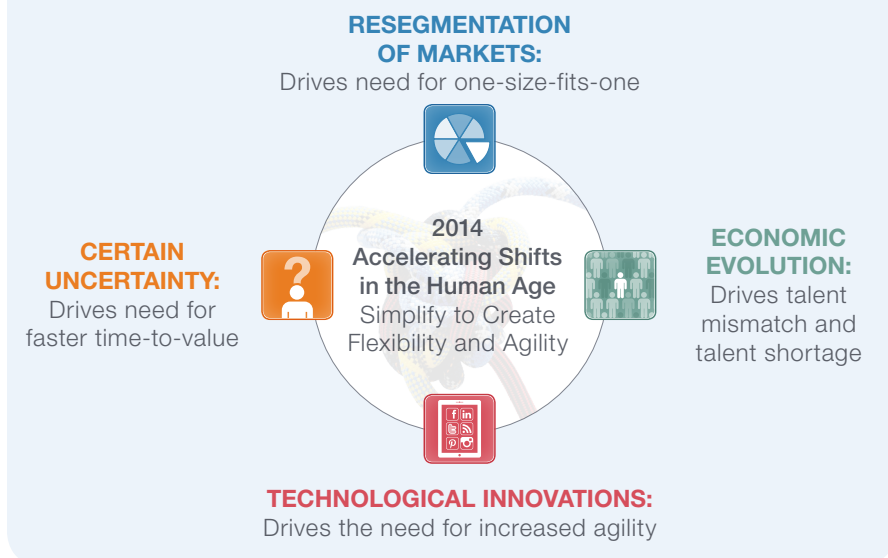 RESEGMENTATION
OF MARKETS:
Drives need for one-size-fits-one
CERTAIN
UNCERTAINTY:
Drives need for
faster time-to-value
?
2014
Accelerating Shifts
in the Human Age
Simplify to Create
Flexibility and Agility
ECONOMIC
EVOLUTION:
Drives talent
mismatch and
talent shortage
f in
TECHNOLOGICAL INNOVATIONS:
Drives the need for increased agility